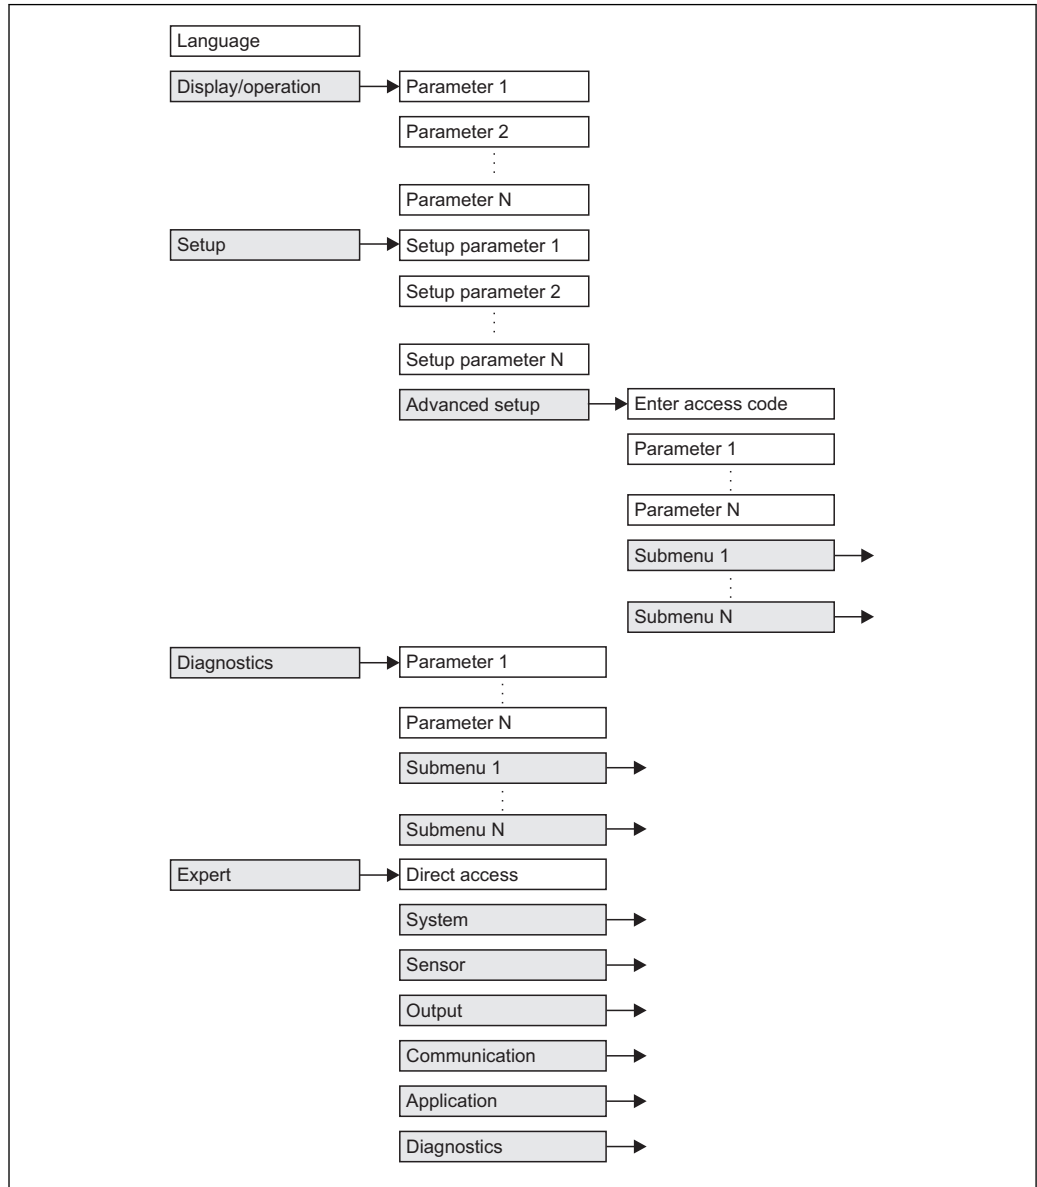 Language
Display/operation
Parameter 1
Parameter 2
Parameter N
Setup
Setup parameter 1
Setup parameter 2
Setup parameter N
Advanced setup
Enter access code
Parameter 1
Parameter N
Submenu 1
Submenu N
Diagnostics
Parameter 1
Parameter N
Submenu 1
Submenu N
Expert
Direct access
System
Sensor
Output
Communication
Application
Diagnostics